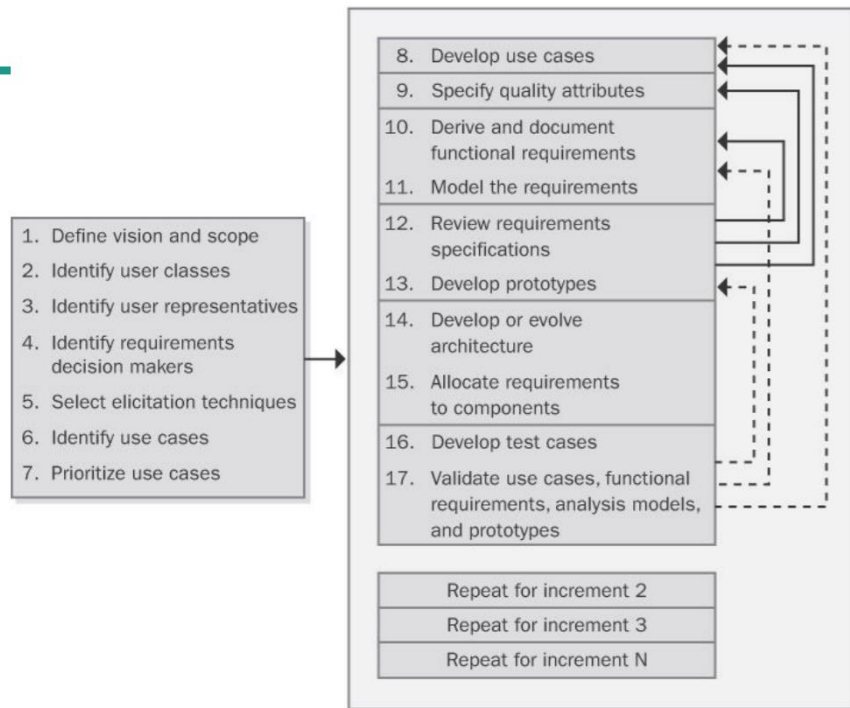 1. Define vision and scope
2. Identify user classes
3. Identify user representatives
4. Identify requirements
decision makers
5. Select elicitation techniques
6. Identify use cases
7. Prioritize use cases
8. Develop use cases
9. Specify quality attributes
10. Derive and document
functional requirements
11. Model the requirements
12. Review requirements
specifications
13. Develop prototypes
14. Develop or evolve
architecture
15. Allocate requirements
to components
16. Develop test cases
17. Validate use cases, functional
requirements, analysis models,
and prototypes
Repeat for increment 2
Repeat for increment 3
Repeat for increment N